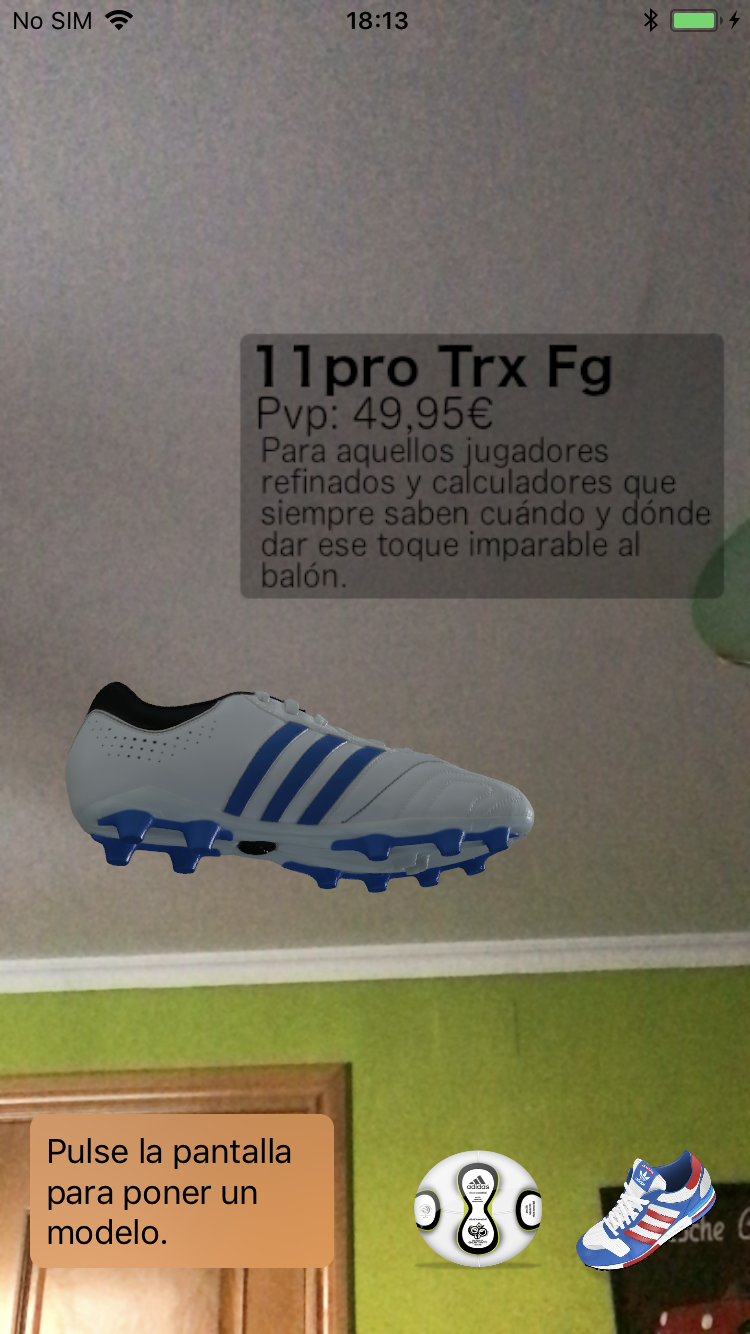 No SIM 18:13
11pro Trx Fg
Pvp: 49,95€
Para aquellos jugadores
refinados y calculadores que
siempre saben cuándo y dónde
dar ese toque imparable al
balón.
Pulse la pantalla
para poner un
modelo.
adidas